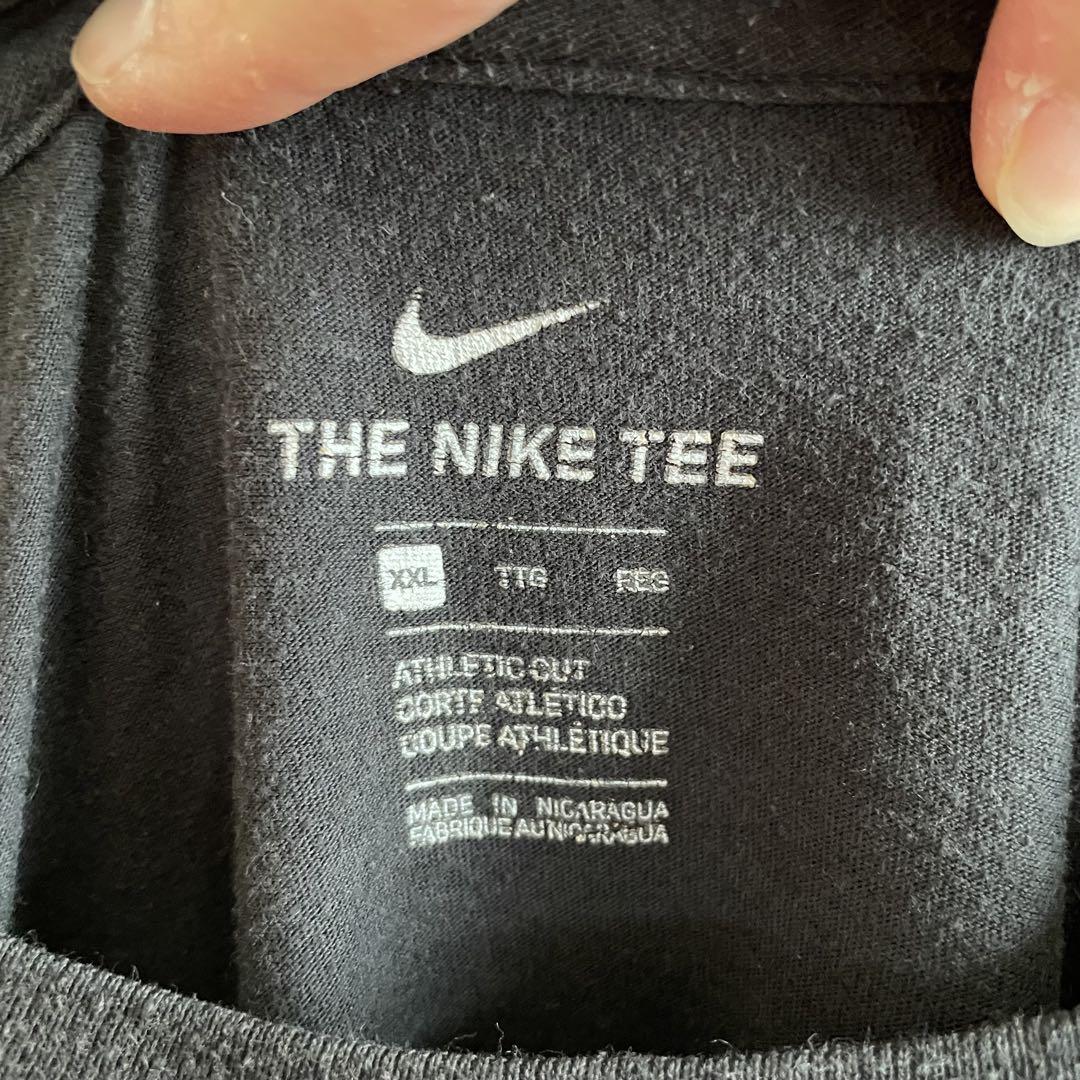 THE NIKE TEE
XXL TTG REG
ATHLETIC CUT
CORTE ATLÉTICO
COUPE ATHLÉTIQUE
MADE IN NICARAGUA
FABRIQUE AU NICARAGUA